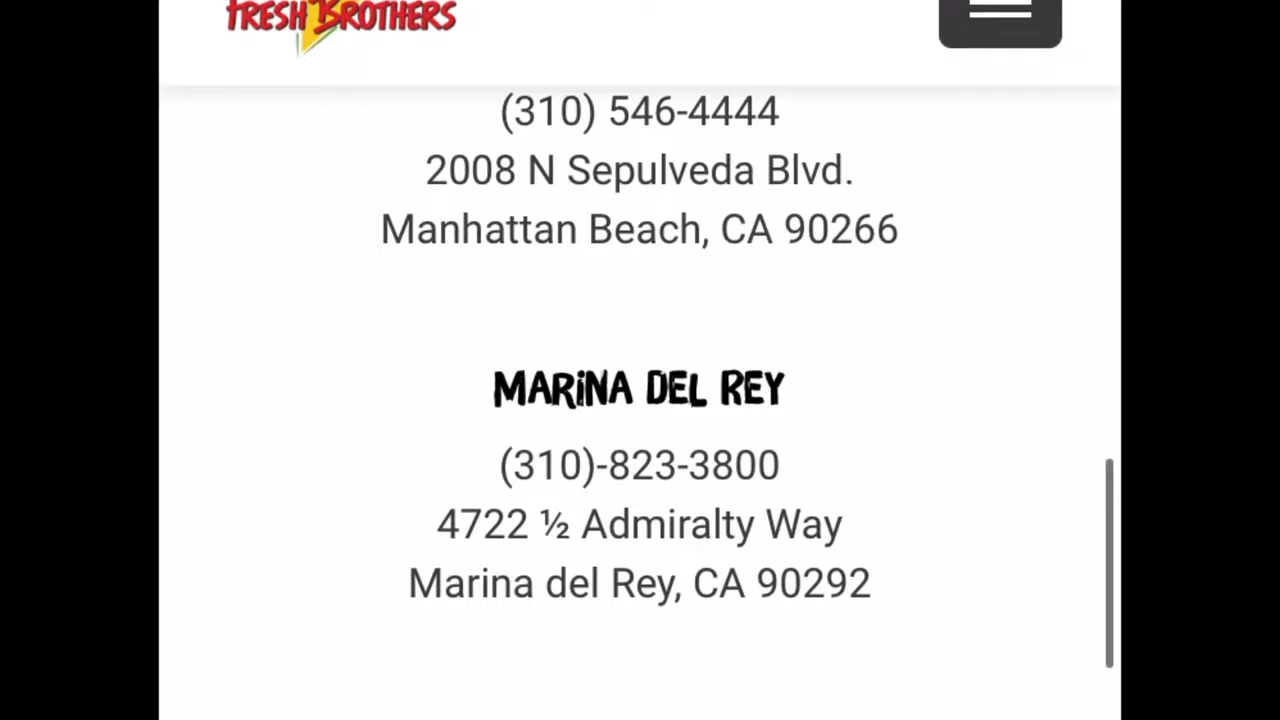 FRESH BROTHERS
(310) 546-4444
2008 N Sepulveda Blvd.
Manhattan Beach, CA 90266
MARiNA DEL REY
(310)-823-3800
4722 ½ Admiralty Way
Marina del Rey, CA 90292